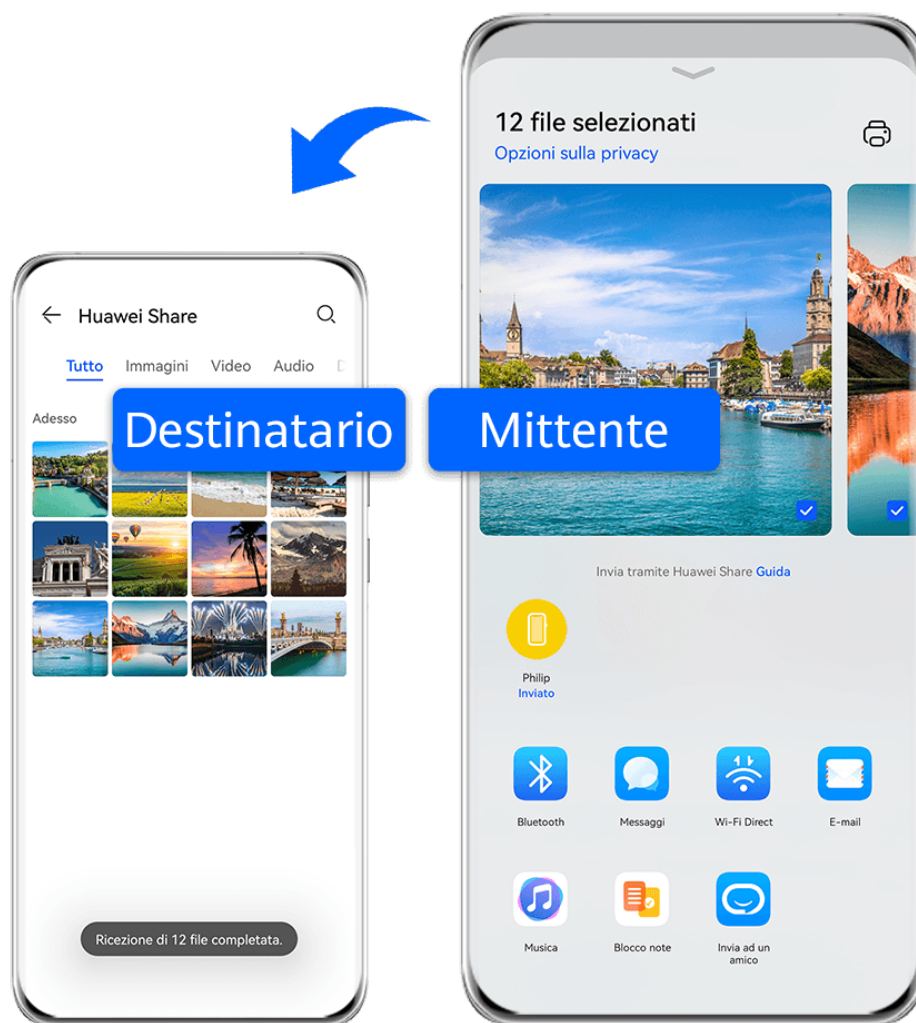 12 file selezionati
Opzioni sulla privacy
Huawei Share
Tutto Immagini Video Audio
Adesso
Destinatario
Mittente
Invia tramite Huawei Share Guida
Philip
Inviato
Bluetooth Messaggi Wi-Fi Direct E-mail
Musica Blocco note Invia ad un
amico
Ricezione di 12 file completata.